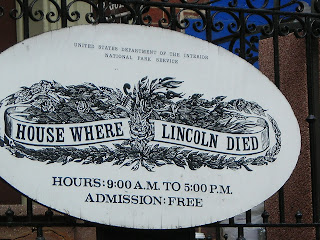 UNITED STATES DEPARTMENT OF THE INTERIOR
NATIONAL PARK SERVICE
HOUSE WHERE LINCOLN DIED
HOURS: 9:00 A.M. TO 5:00 P.M.
ADMISSION: FREE